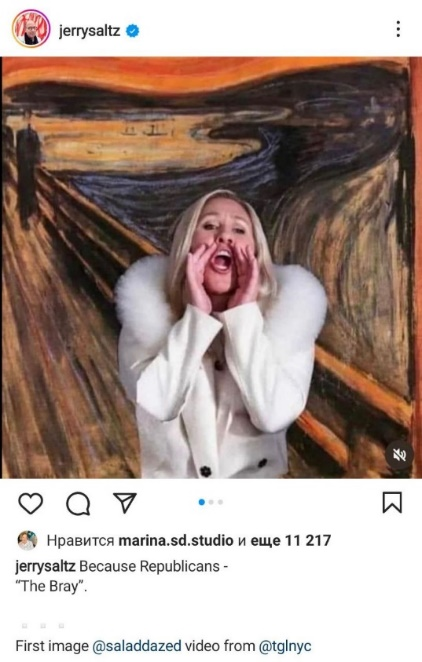 jerrysaltz
Нравится marina.sd.studio и еще 11 217
jerrysaltz Because Republicans -
“The Bray”.
First image @saladdazed video from @tglnyc